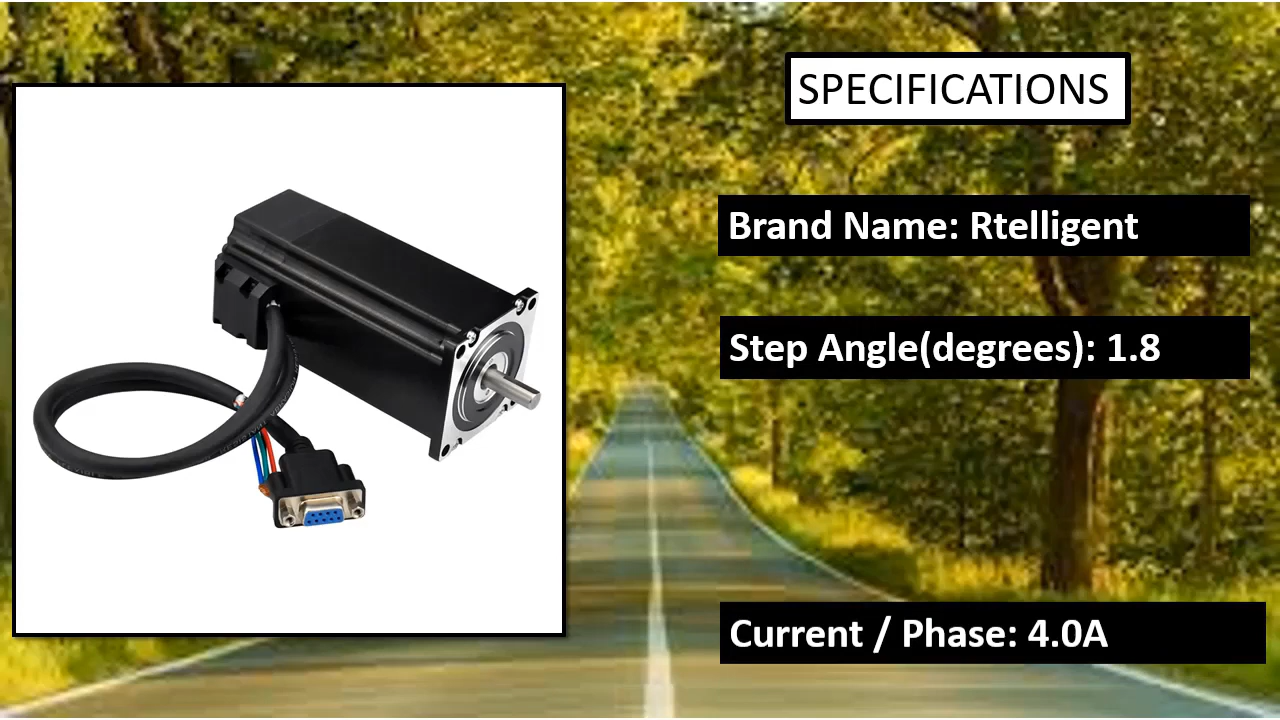 SPECIFICATIONS
Brand Name: Rtelligent
Step Angle(degrees): 1.8
Current / Phase: 4.0A